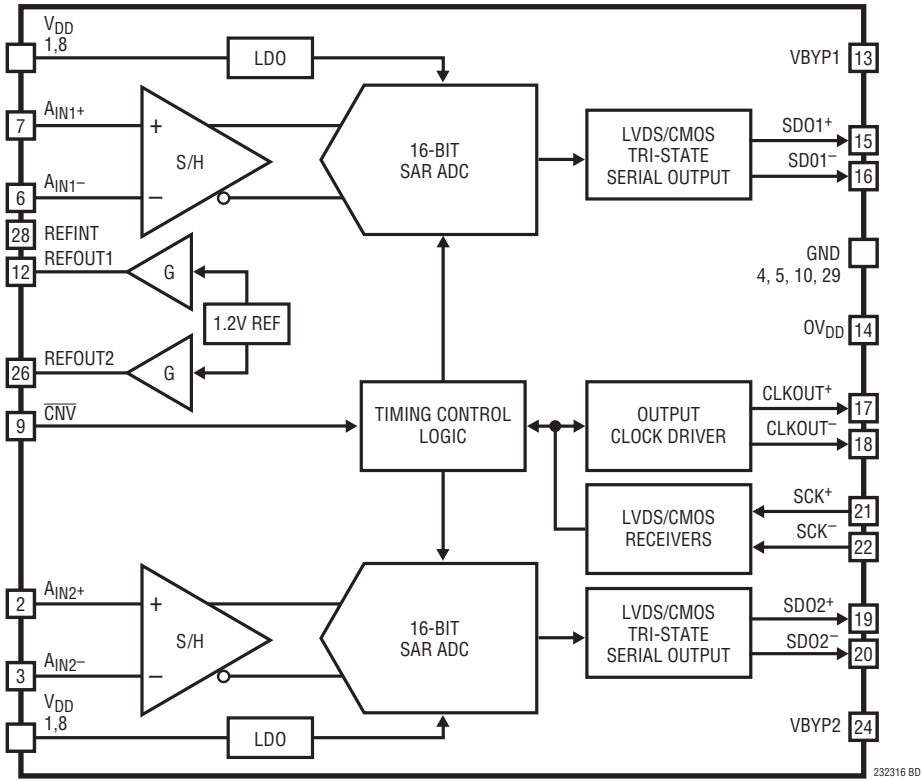 VDD
1,8
LDO
VBYP1
13
7
AIN1+
+
S/H
–
16-BIT
SAR ADC
LVDS/CMOS
TRI-STATE
SERIAL OUTPUT
SDO1+
15
SDO1–
16
6
AIN1–
28
REFINT
12
REFOUT1
G
1.2V REF
GND
4, 5, 10, 29
OVDD
14
26
REFOUT2
G
9
CNV
TIMING CONTROL
LOGIC
OUTPUT
CLOCK DRIVER
CLKOUT+
17
CLKOUT–
18
LVDS/CMOS
RECEIVERS
SCK+
21
SCK–
22
2
AIN2+
+
S/H
–
16-BIT
SAR ADC
LVDS/CMOS
TRI-STATE
SERIAL OUTPUT
SDO2+
19
SDO2–
20
3
AIN2–
VDD
1,8
LDO
VBYP2
24
232316 BD